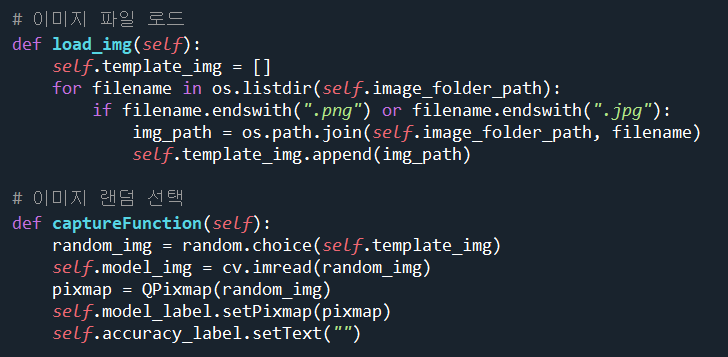 # 이미지 파일 로드
def load_img(self):
    self.template_img = []
    for filename in os.listdir(self.image_folder_path):
        if filename.endswith(".png") or filename.endswith(".jpg"):
            img_path = os.path.join(self.image_folder_path, filename)
            self.template_img.append(img_path)

# 이미지 랜덤 선택
def captureFunction(self):
    random_img = random.choice(self.template_img)
    self.model_img = cv.imread(random_img)
    pixmap = QPixmap(random_img)
    self.model_label.setPixmap(pixmap)
    self.accuracy_label.setText("")